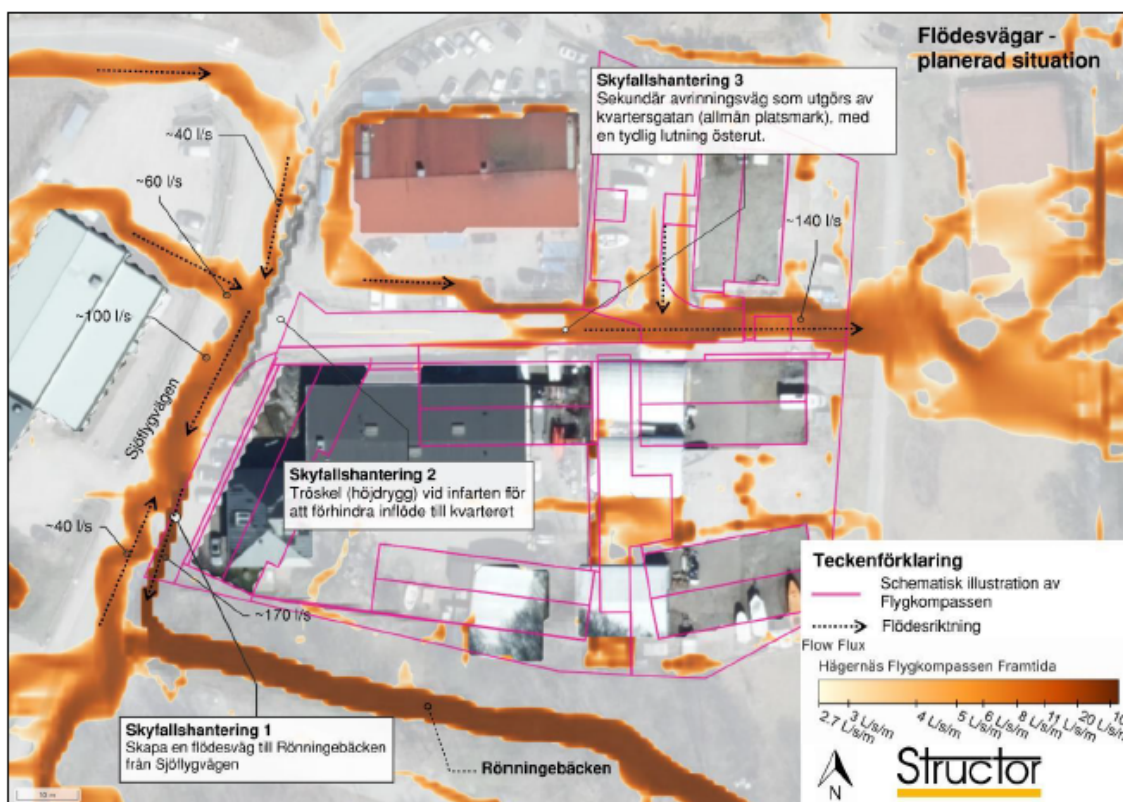 Flödesvägar -
planerad situation
Skyfallshantering 3
Sekundär avrinningsväg som utgörs av
kvartersgatan (allmän platsmark), med
en tydlig lutning österut.
~40 l/s
~60 l/s
~140 l/s
~100 l/s
Sjöflygvägen
Skyfallshantering 2
Tröskel (höjdrygg) vid infarten för
att förhindra inflöde till kvarteret
~40 l/s
~170 l/s
Skyfallshantering 1
Skapa en flödesväg till Rönningebäcken
från Sjöflygvägen
Rönningebäcken
Teckenförklaring
Schematisk illustration av
Flygkompassen
Flödesriktning
Flow Flux
Hägernäs Flygkompassen Framtida
2.7 L/s/m
3 L/s/m
4 L/s/m
5 L/s/m
6 L/s/m
8 L/s/m
11 L/s/m
20 L/s/m
10 m
N
Structor